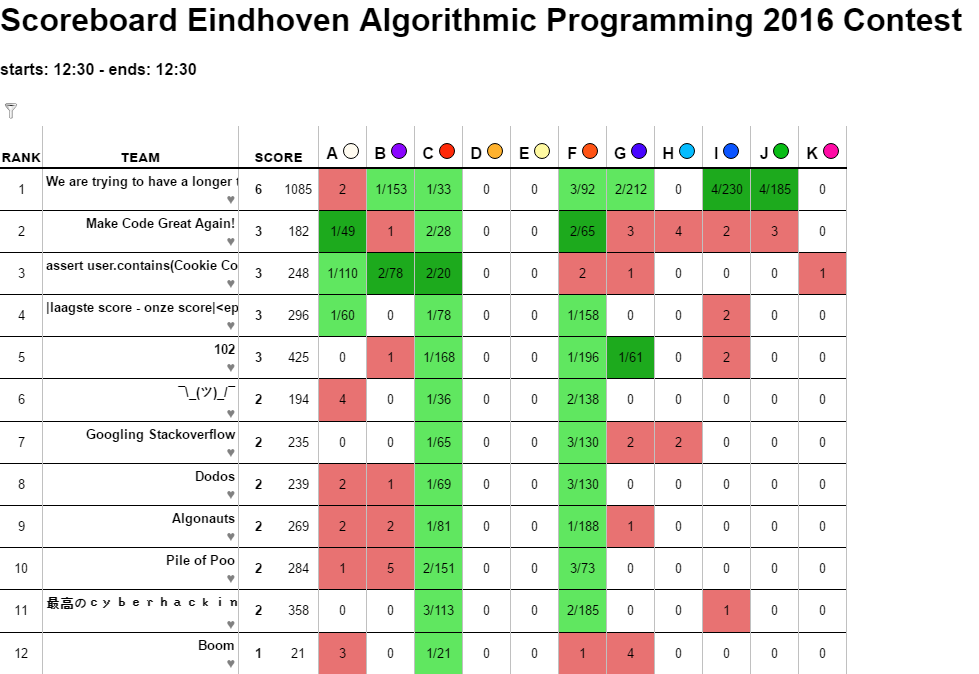 Scoreboard Eindhoven Algorithmic Programming 2016 Contest
starts: 12:30 - ends: 12:30
RANK TEAM SCORE A B C D E F G H I J K
1 We are trying to have a longer t 6 1085 2 1/153 1/33 0 0 3/92 2/212 0 4/230 4/185 0
2 Make Code Great Again! 3 182 1/49 1 2/28 0 0 2/65 3 4 2 3 0
3 assert user.contains(Cookie Co 3 248 1/110 2/78 2/20 0 0 2 1 0 0 0 1
4 |laagste score - onze score|<ep 3 296 1/60 0 1/78 0 0 1/158 0 0 2 0 0
5 102 3 425 0 1 1/168 0 0 1/196 1/61 0 2 0 0
6 ¯\_(ツ)_/¯ 2 194 4 0 1/36 0 0 2/138 0 0 0 0 0
7 Googling Stackoverflow 2 235 0 0 1/65 0 0 3/130 2 2 0 0 0
8 Dodos 2 239 2 1 1/69 0 0 3/130 0 0 0 0 0
9 Algonauts 2 269 2 2 1/81 0 0 1/188 1 0 0 0 0
10 Pile of Poo 2 284 1 5 2/151 0 0 3/73 0 0 0 0 0
11 最高のｃｙｂｅｒｈａｃｋｉｎ 2 358 0 0 3/113 0 0 2/185 0 0 1 0 0
12 Boom 1 21 3 0 1/21 0 0 1 4 0 0 0 0